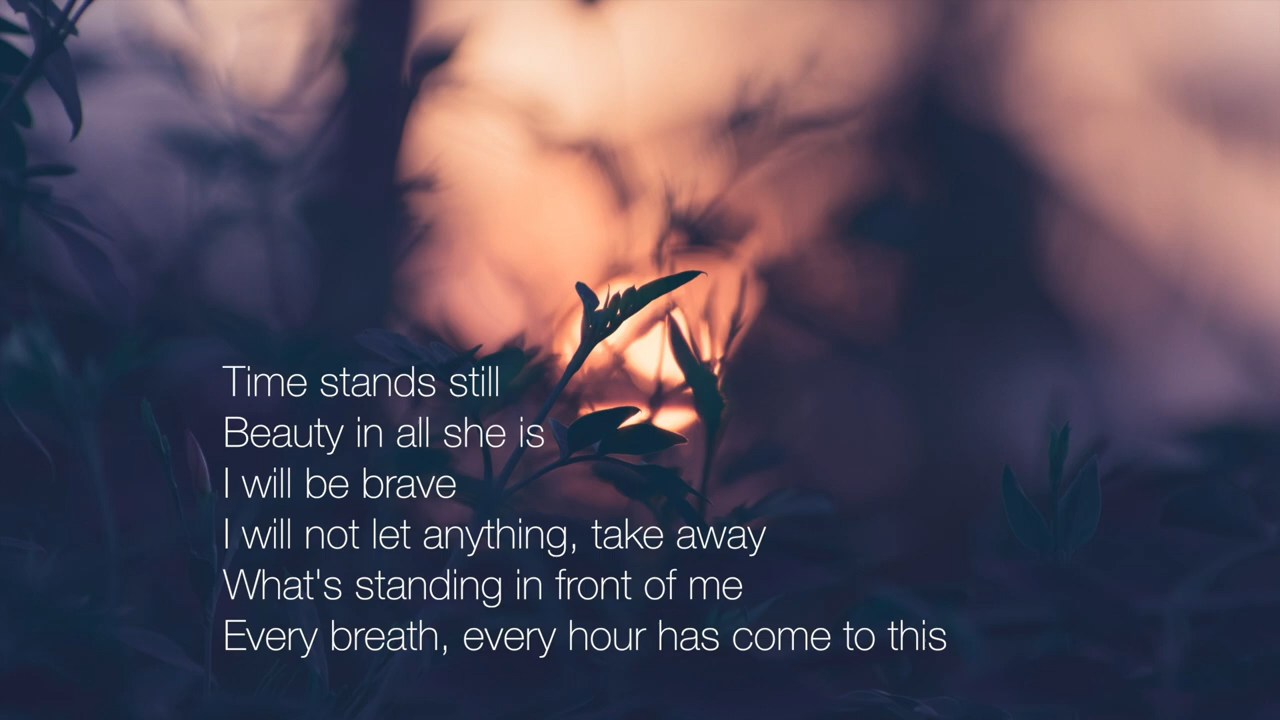 Time stands still
Beauty in all she is
I will be brave
I will not let anything, take away
What's standing in front of me
Every breath, every hour has come to this